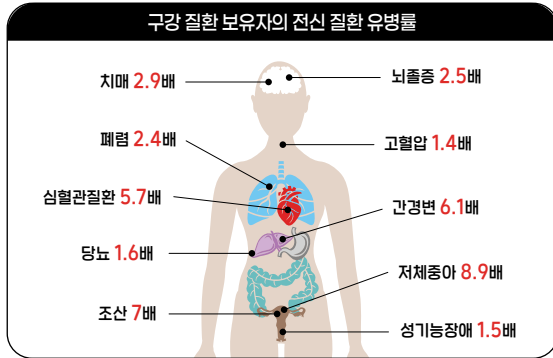 구강 질환 보유자의 전신 질환 유병률
치매 2.9배
뇌졸증 2.5배
폐렴 2.4배
고혈압 1.4배
심혈관질환 5.7배
간경변 6.1배
당뇨 1.6배
저체중아 8.9배
조산 7배
성기능장애 1.5배